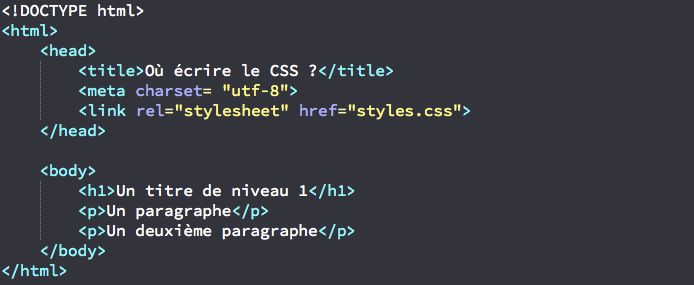 <!DOCTYPE html>
<html>
    <head>
        <title>Où écrire le CSS ?</title>
        <meta charset= "utf-8">
        <link rel="stylesheet" href="styles.css">
    </head>

    <body>
        <h1>Un titre de niveau 1</h1>
        <p>Un paragraphe</p>
        <p>Un deuxième paragraphe</p>
    </body>
</html>